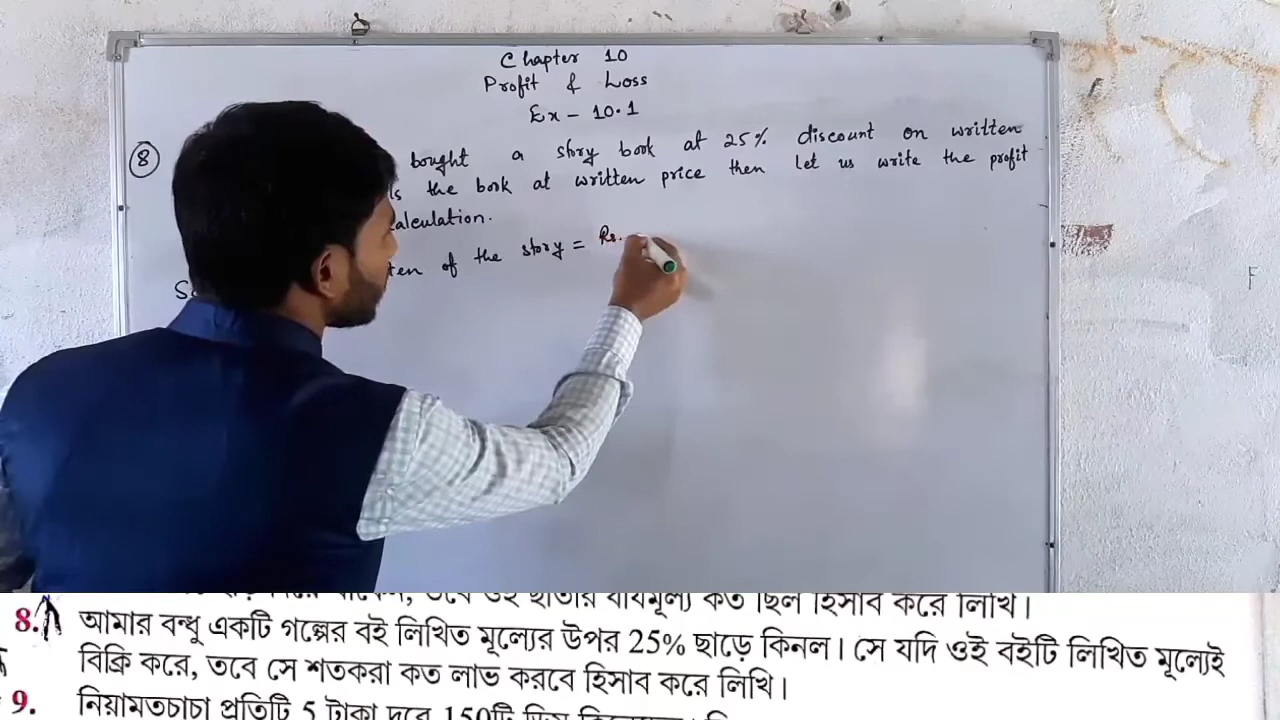 Chapter 10
Profit & Loss
Ex - 10.1
8 bought a story book at 25% discount on written
the book at written price then let us write the profit
calculation.
of the story = Rs.
8. আমার বন্ধু একটি গল্পের বই লিখিত মূল্যের উপর 25% ছাড়ে কিনল। সে যদি ওই বইটি লিখিত মূল্যেই
বিক্রি করে, তবে সে শতকরা কত লাভ করবে হিসাব করে লিখি।
9. নিয়ামতচাচা প্রতিটি 5 টাকা দরে 150টি ডিম